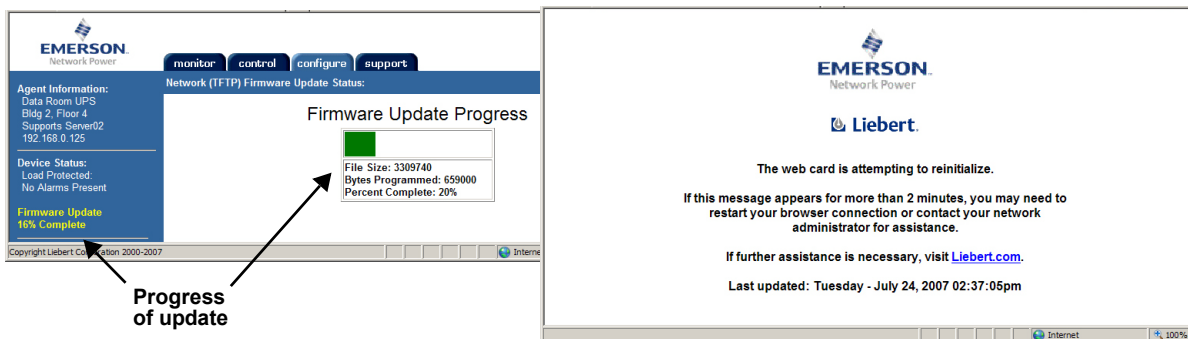 EMERSON
Network Power
monitor control configure support
Agent Information:
Data Room UPS
Bldg 2, Floor 4
Supports Server02
192.168.0.125
Device Status:
Load Protected:
No Alarms Present
Firmware Update
16% Complete
Network (TFTP) Firmware Update Status:
Firmware Update Progress
File Size: 3309740
Bytes Programmed: 659000
Percent Complete: 20%
Copyright Liebert Corporation 2000-2007
Progress
of update
EMERSON
Network Power
Liebert.
The web card is attempting to reinitialize.
If this message appears for more than 2 minutes, you may need to
restart your browser connection or contact your network
administrator for assistance.
If further assistance is necessary, visit Liebert.com.
Last updated: Tuesday - July 24, 2007 02:37:05pm
Internet
100%